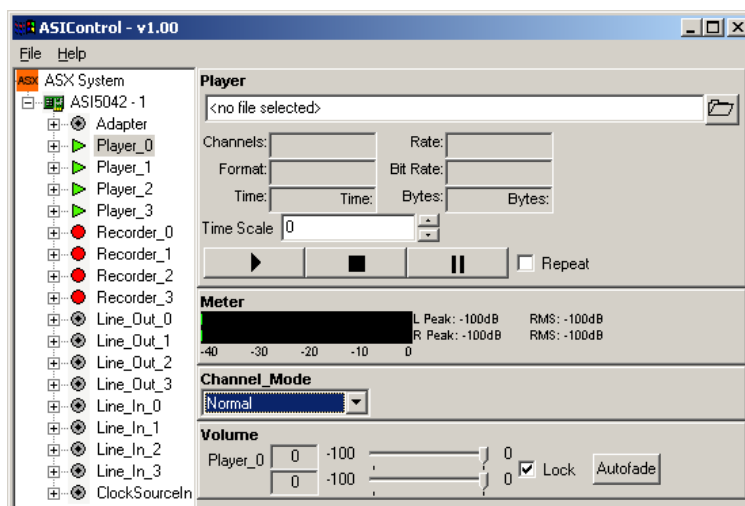 ASIControl - v1.00
File Help
ASX ASX System
ASI5042 - 1
Adapter
Player_0
Player_1
Player_2
Player_3
Recorder_0
Recorder_1
Recorder_2
Recorder_3
Line_Out_0
Line_Out_1
Line_Out_2
Line_Out_3
Line_In_0
Line_In_1
Line_In_2
Line_In_3
ClockSourceIn
Player
<no file selected>
Channels: Rate:
Format: Bit Rate:
Time: Time: Bytes: Bytes:
Time Scale 0
Repeat
Meter
L Peak: -100dB RMS: -100dB
R Peak: -100dB RMS: -100dB
-40 -30 -20 -10 0
Channel_Mode
Normal
Volume
Player_0 0 -100 0
0 -100 0
Lock Autofade